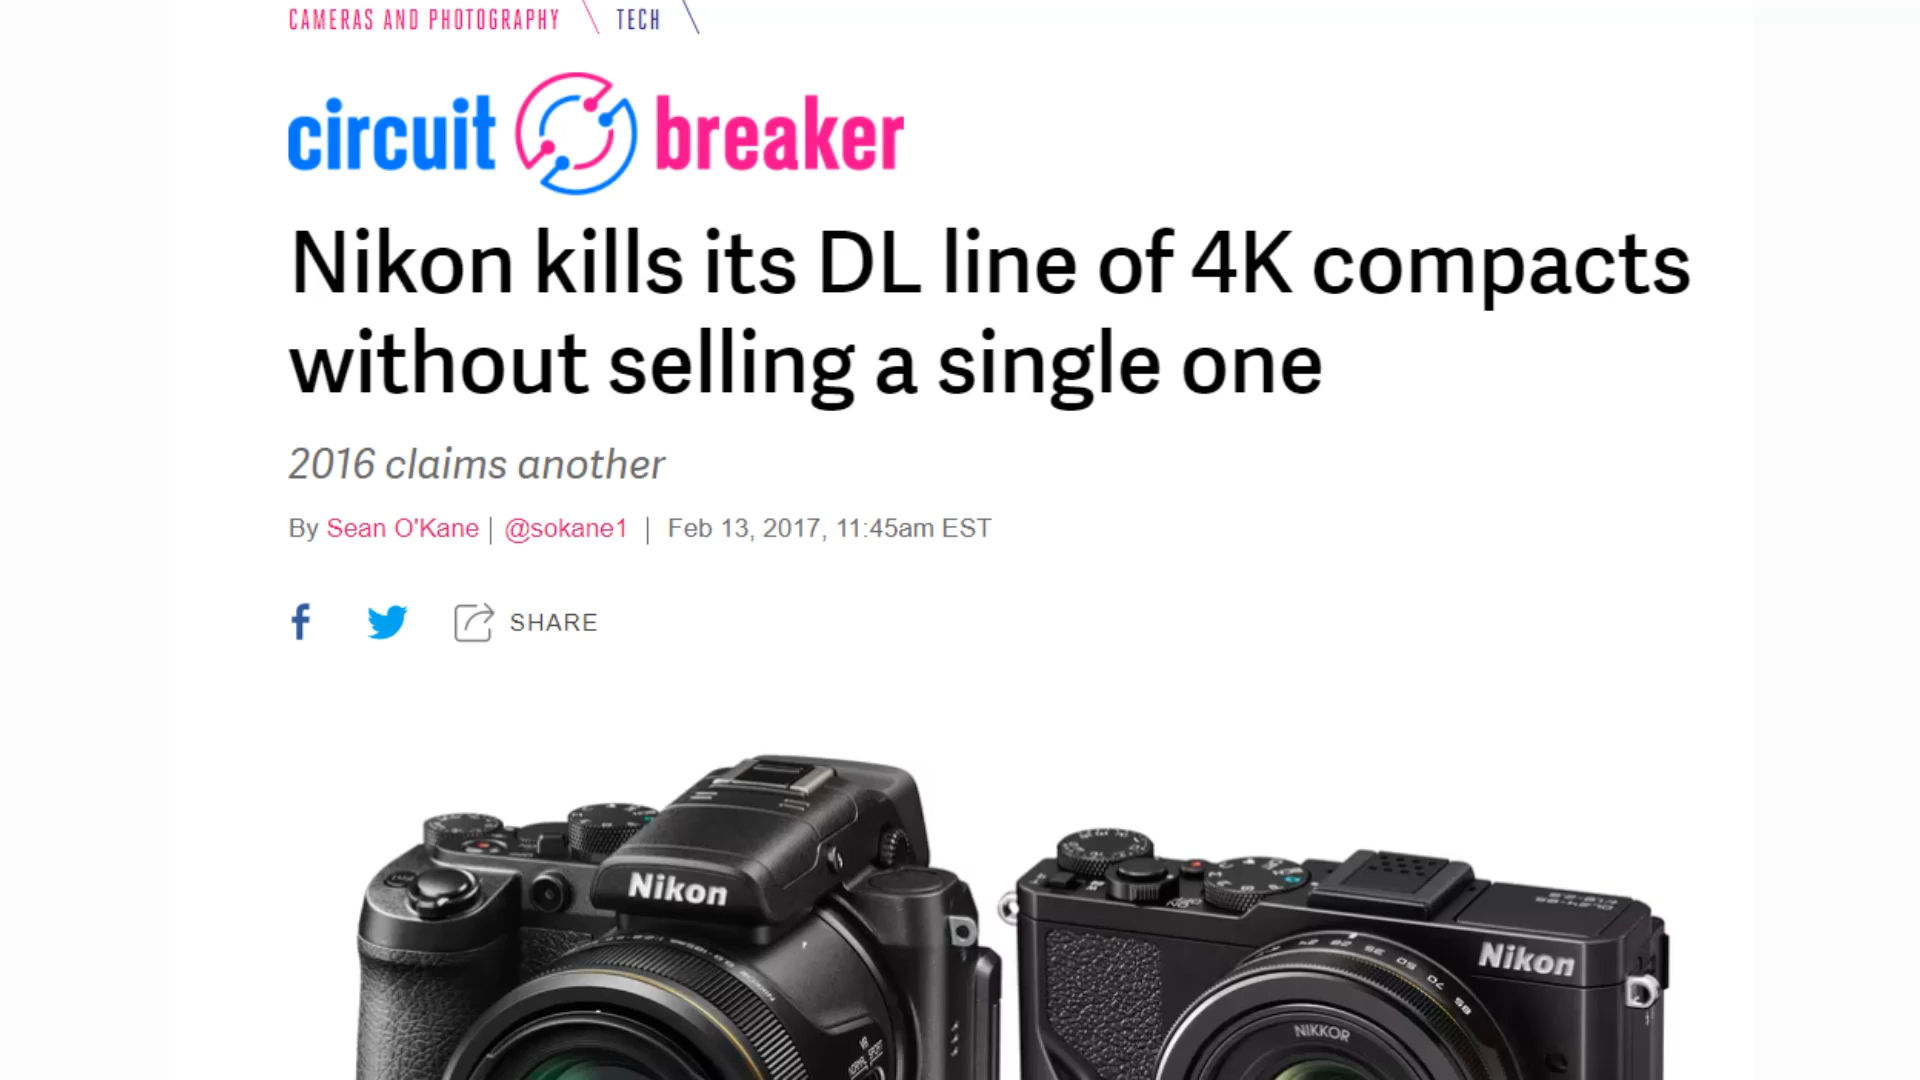 CAMERAS AND PHOTOGRAPHY \ TECH \
circuit breaker
Nikon kills its DL line of 4K compacts
without selling a single one
2016 claims another
By Sean O'Kane | @sokane1 | Feb 13, 2017, 11:45am EST
SHARE
Nikon
Nikon
NIKKOR